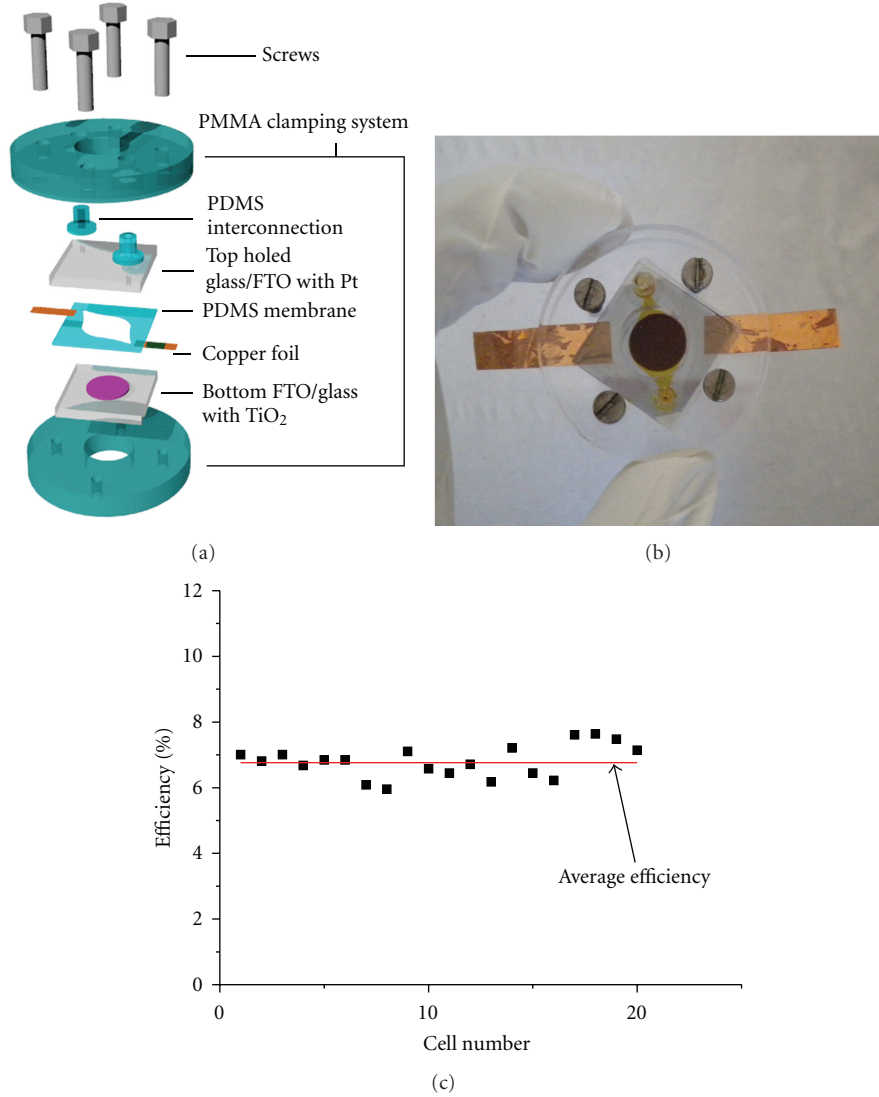 Screws
PMMA clamping system
PDMS
interconnection
Top holed
glass/FTO with Pt
PDMS membrane
Copper foil
Bottom FTO/glass
with TiO₂
(a)
(b)
12
10
8
6
4
2
0
Efficiency (%)
Average efficiency
0
10
20
Cell number
(c)